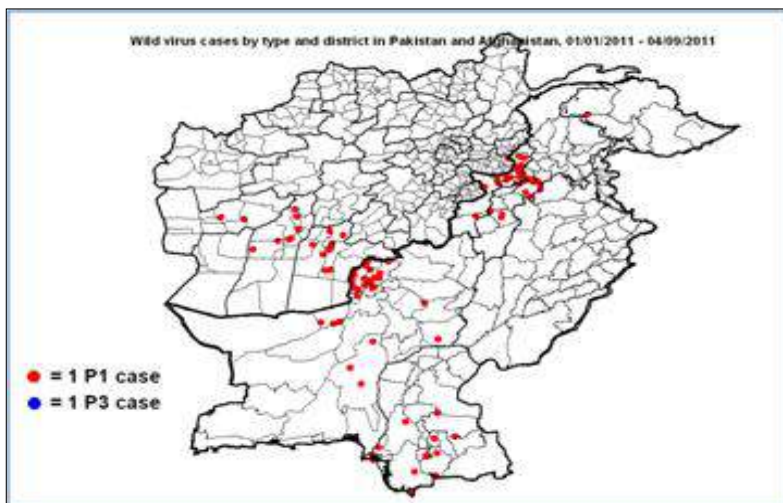 Wild virus cases by type and district in Pakistan and Afghanistan, 01/01/2011 - 04/09/2011
= 1 P1 case
= 1 P3 case